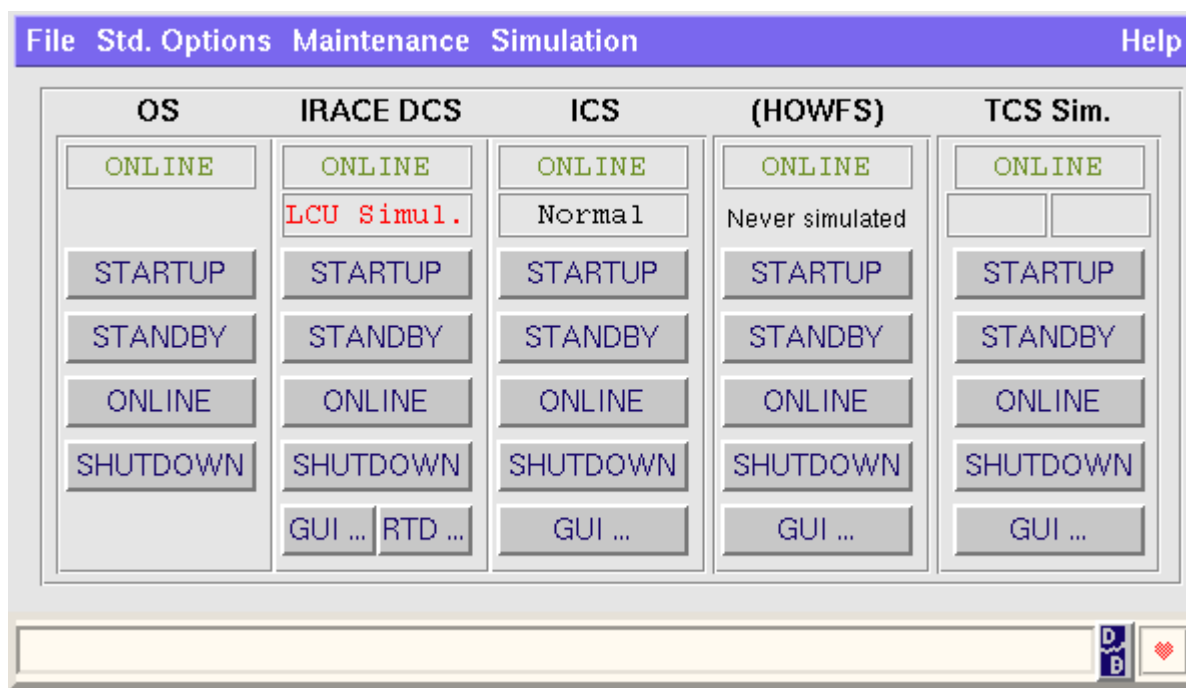 File Std. Options Maintenance Simulation Help
OS IRACE DCS ICS (HOWFS) TCS Sim.
ONLINE ONLINE ONLINE ONLINE ONLINE
LCU Simul. Normal Never simulated
STARTUP STARTUP STARTUP STARTUP STARTUP
STANDBY STANDBY STANDBY STANDBY STANDBY
ONLINE ONLINE ONLINE ONLINE ONLINE
SHUTDOWN SHUTDOWN SHUTDOWN SHUTDOWN SHUTDOWN
GUI ... RTD ... GUI ... GUI ... GUI ...
D B